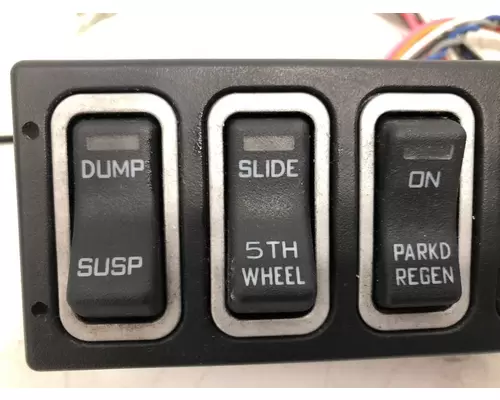 DUMP
SUSP
SLIDE
5TH
WHEEL
ON
PARKD
REGEN